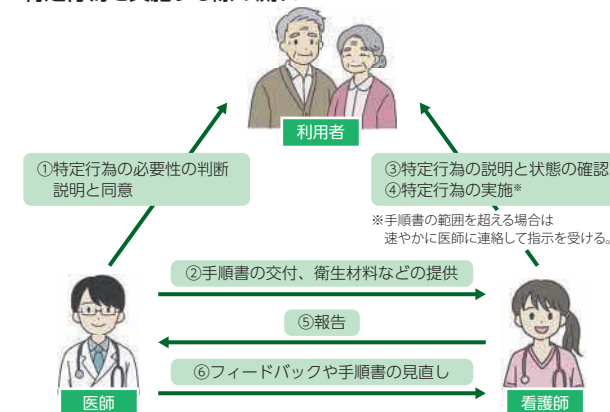 利用者
①特定行為の必要性の判断
説明と同意
③特定行為の説明と状態の確認
④特定行為の実施※
※手順書の範囲を超える場合は
速やかに医師に連絡して指示を受ける。
②手順書の交付、衛生材料などの提供
⑤報告
⑥フィードバックや手順書の見直し
医師
看護師